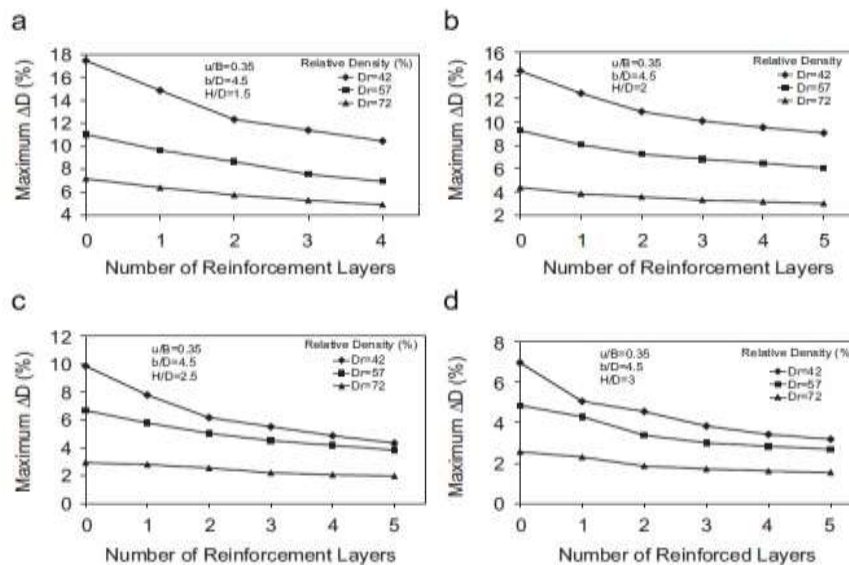 a
Maximum ΔD (%)
18
16
14
12
10
8
6
4
u/B=0.35
b/D=4.5
H/D=1.5
Relative Density (%)
Dr=42
Dr=57
Dr=72
0 1 2 3 4
Number of Reinforcement Layers
b
Maximum ΔD (%)
16
14
12
10
8
6
4
2
u/B=0.35
b/D=4.5
H/D=2
Relative Density
Dr=42
Dr=57
Dr=72
0 1 2 3 4 5
Number of Reinforcement Layers
c
Maximum ΔD (%)
12
10
8
6
4
2
0
u/B=0.35
b/D=4.5
H/D=2.5
Relative Density (%)
Dr=42
Dr=57
Dr=72
0 1 2 3 4 5
Number of Reinforcement Layers
d
Maximum ΔD (%)
8
6
4
2
0
u/B=0.35
b/D=4.5
H/D=3
Relative Density (%
Dr=42
Dr=57
Dr=72
0 1 2 3 4 5
Number of Reinforced Layers